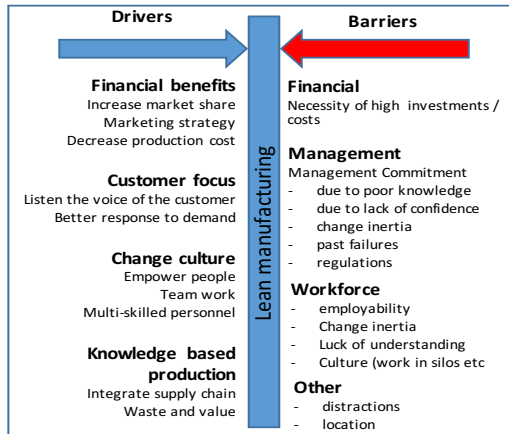 Drivers
Financial benefits
Increase market share
Marketing strategy
Decrease production cost
Customer focus
Listen the voice of the customer
Better response to demand
Change culture
Empower people
Team work
Multi-skilled personnel
Knowledge based
production
Integrate supply chain
Waste and value
Lean manufacturing
Barriers
Financial
Necessity of high investments /
costs
Management
Management Commitment
- due to poor knowledge
- due to lack of confidence
- change inertia
- past failures
- regulations
Workforce
- employability
- Change inertia
- Luck of understanding
- Culture (work in silos etc
Other
- distractions
- location